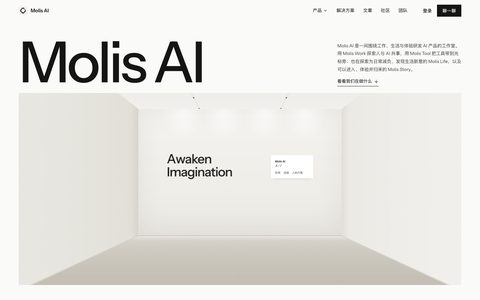 Molis AI
产品
解决方案
文章
社区
团队
登录
聊一聊
Molis AI
Molis AI 是一间围绕工作、生活与体验研发 AI 产品的工作室。
用 Molis Work 探索人与 AI 共事，用 Molis Tool 把工具带到光
标旁；也在探索为日常减负、发现生活新意的 Molis Life，以及
可以进入、体验并归来的 Molis Story。
看看我们在做什么
Awaken
Imagination
Molis AI